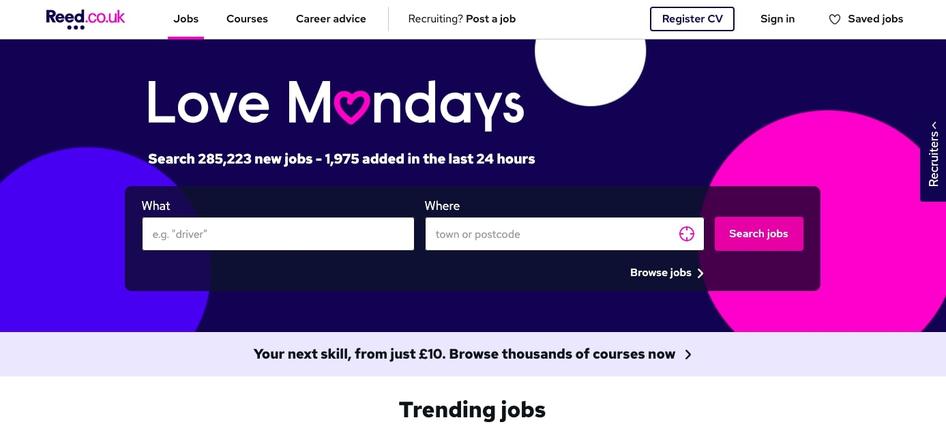 Reed.co.uk
Jobs
Courses
Career advice
Recruiting? Post a job
Register CV
Sign in
Saved jobs
Love Mondays
Search 285,223 new jobs - 1,975 added in the last 24 hours
Recruiters
What
Where
e.g. "driver"
town or postcode
Search jobs
Browse jobs
Your next skill, from just £10. Browse thousands of courses now
Trending jobs